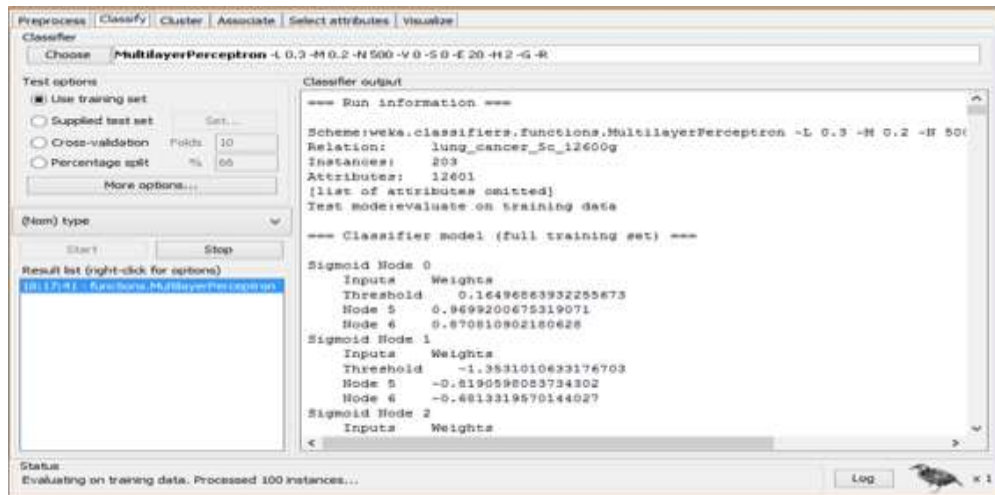 Preprocess Classify Cluster Associate Select attributes Visualize
Classifier
Choose MultilayerPerceptron -L 0.3 -M 0.2 -N 500 -V 0 -S 0 -E 20 -H 2 -G -R
Test options
Use training set
Supplied test set Set...
Cross-validation Folds 10
Percentage split % 66
More options...
(Nom) type
Start Stop
Result list (right-click for options)
18:17:41 - functions.MultilayerPerceptron
Classifier output
=== Run information ===
Scheme:weka.classifiers.functions.MultilayerPerceptron -L 0.3 -M 0.2 -N 500
Relation: lung_cancer_5c_12600g
Instances: 203
Attributes: 12601
[list of attributes omitted]
Test mode:evaluate on training data
=== Classifier model (full training set) ===
Sigmoid Node 0
Inputs Weights
Threshold 0.16496863932255673
Node 5 0.9699200675319071
Node 6 0.870810902180628
Sigmoid Node 1
Inputs Weights
Threshold -1.3531010633176703
Node 5 -0.8190598083734302
Node 6 -0.6813319570144027
Sigmoid Node 2
Inputs Weights
Status
Evaluating on training data. Processed 100 instances...
Log x 1